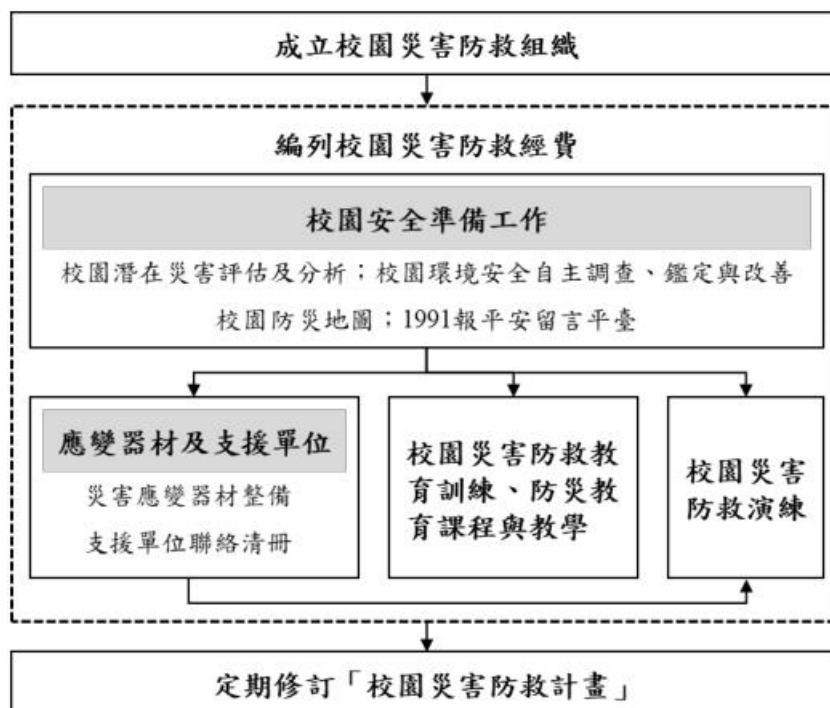 成立校園災害防救組織
編列校園災害防救經費
校園安全準備工作
校園潛在災害評估及分析；校園環境安全自主調查、鑑定與改善
校園防災地圖；1991報平安留言平臺
應變器材及支援單位
災害應變器材整備
支援單位聯絡清冊
校園災害防救教
育訓練、防災教
育課程與教學
校園災害
防救演練
定期修訂「校園災害防救計畫」